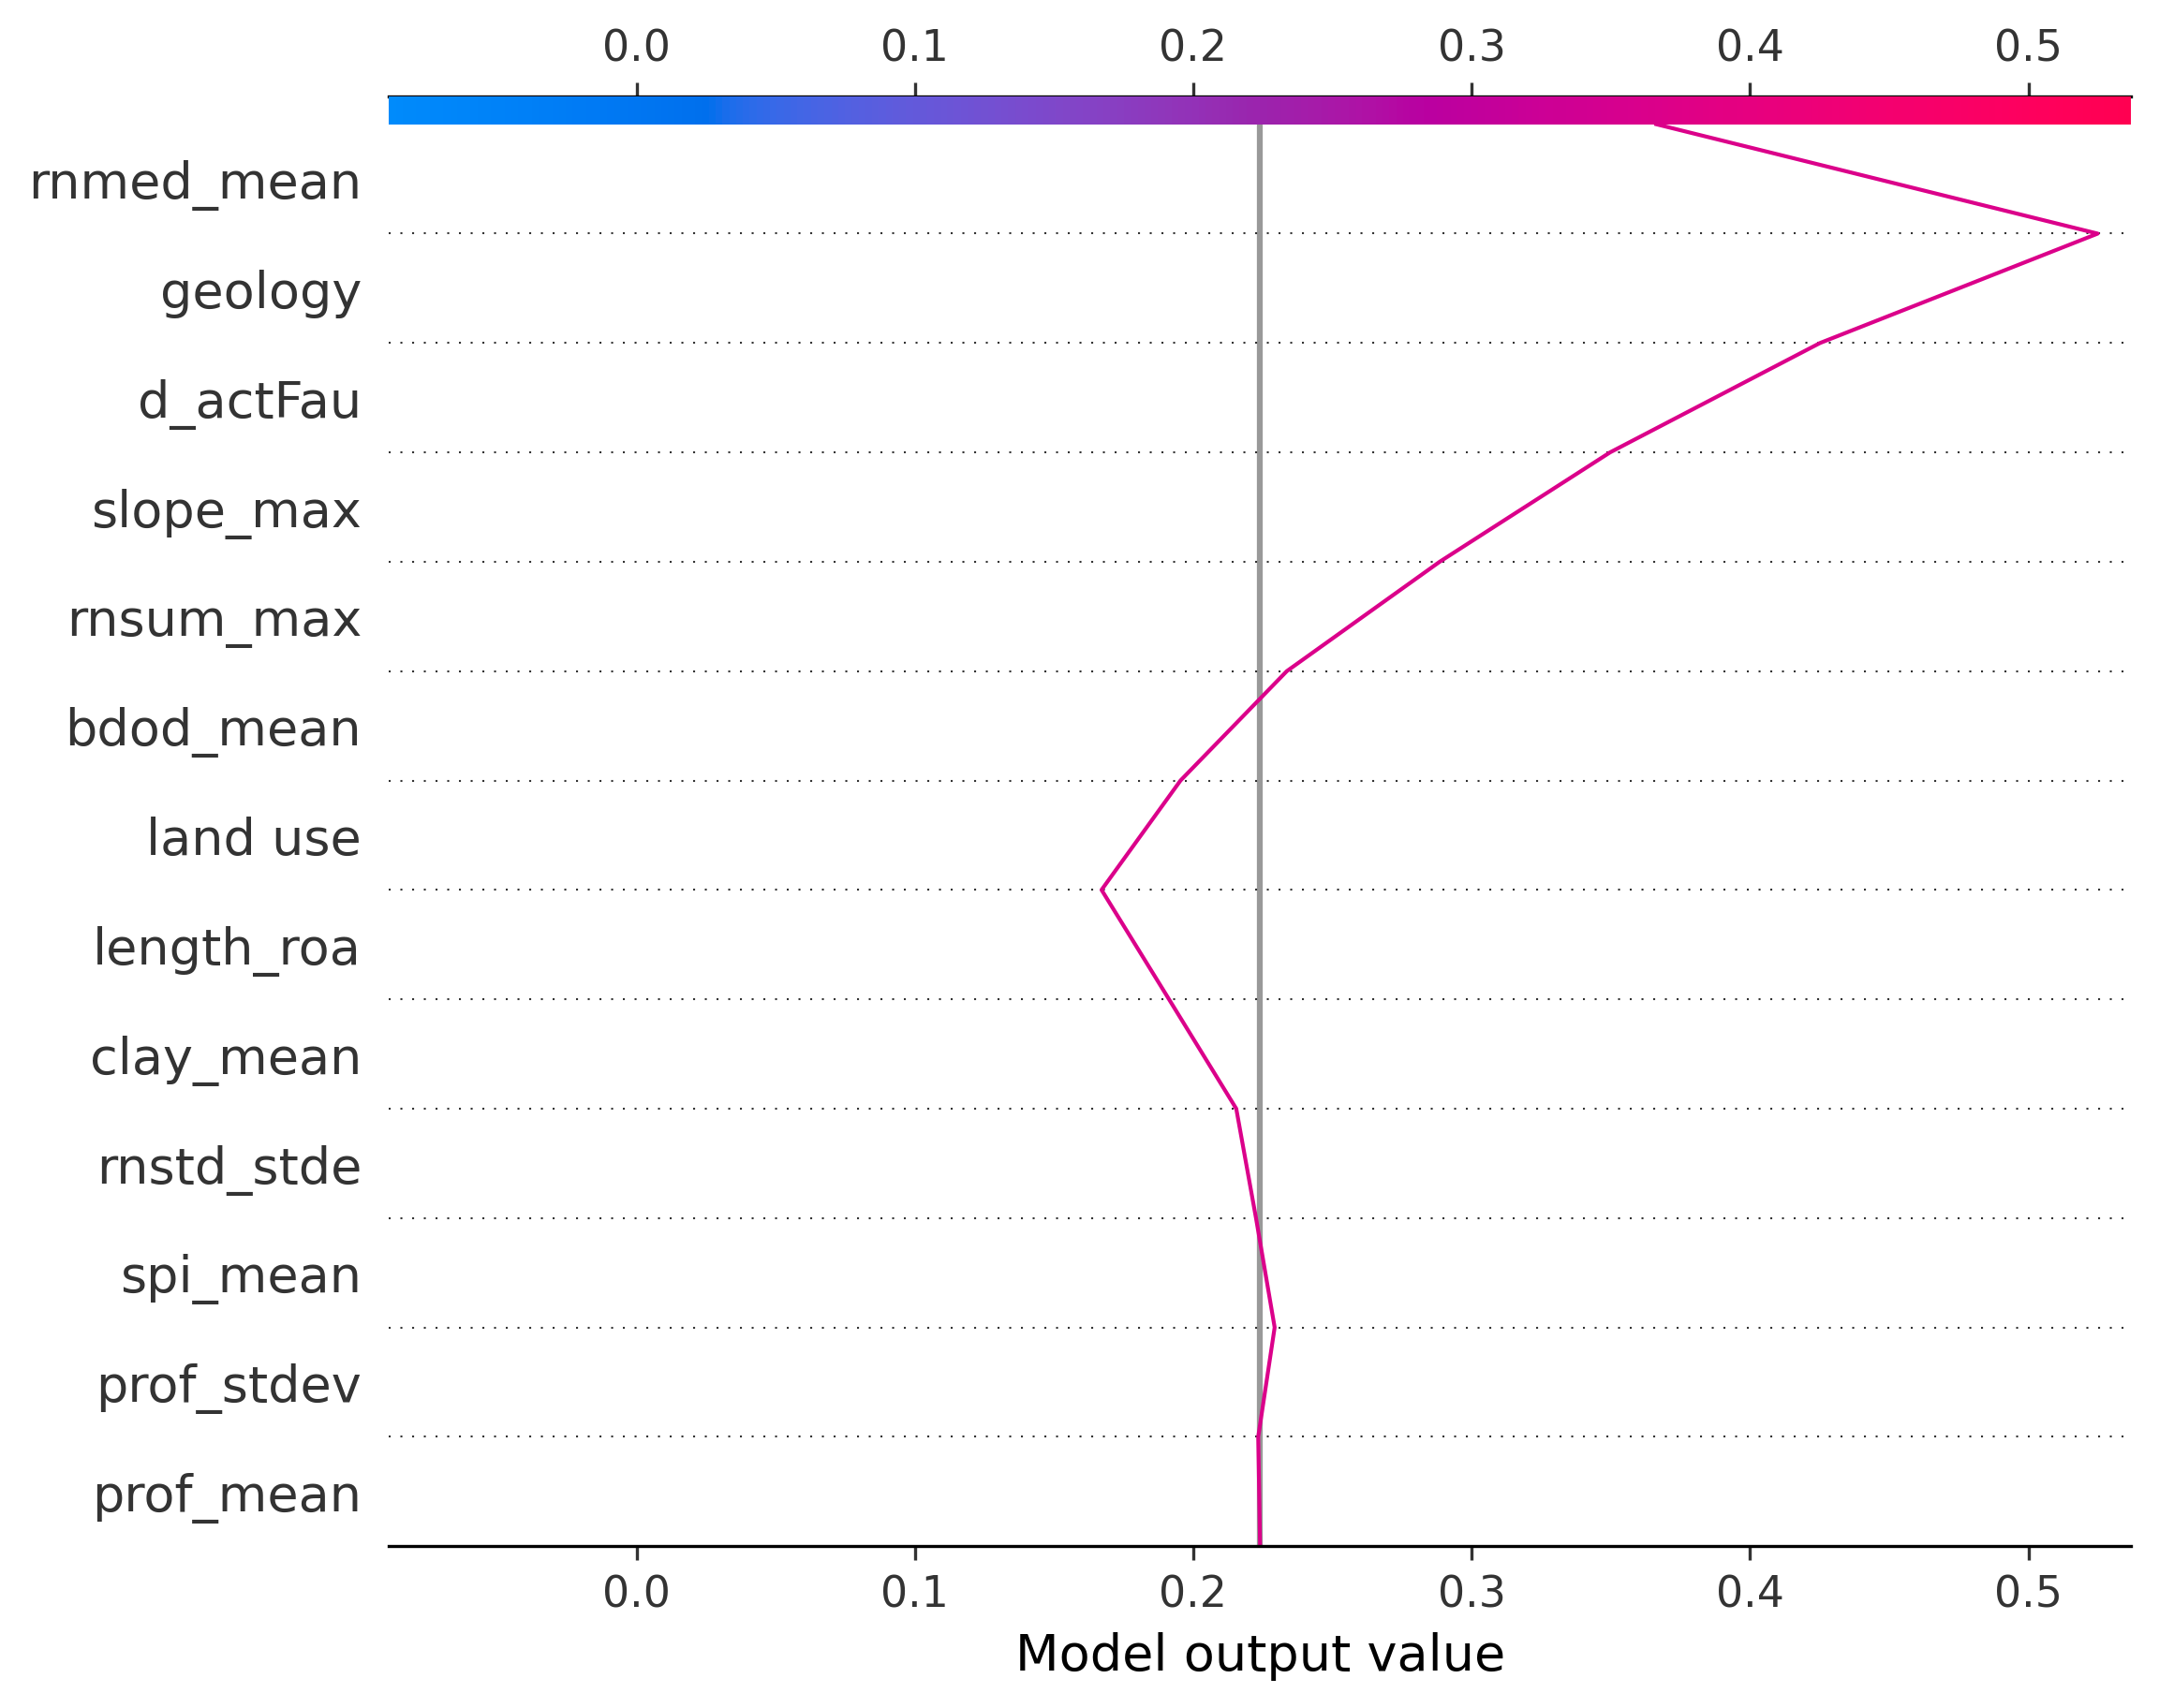 0.0 0.1 0.2 0.3 0.4 0.5
rnmed_mean
geology
d_actFau
slope_max
rnsum_max
bdod_mean
land use
length_roa
clay_mean
rnstd_stde
spi_mean
prof_stdev
prof_mean
0.0 0.1 0.2 0.3 0.4 0.5
Model output value